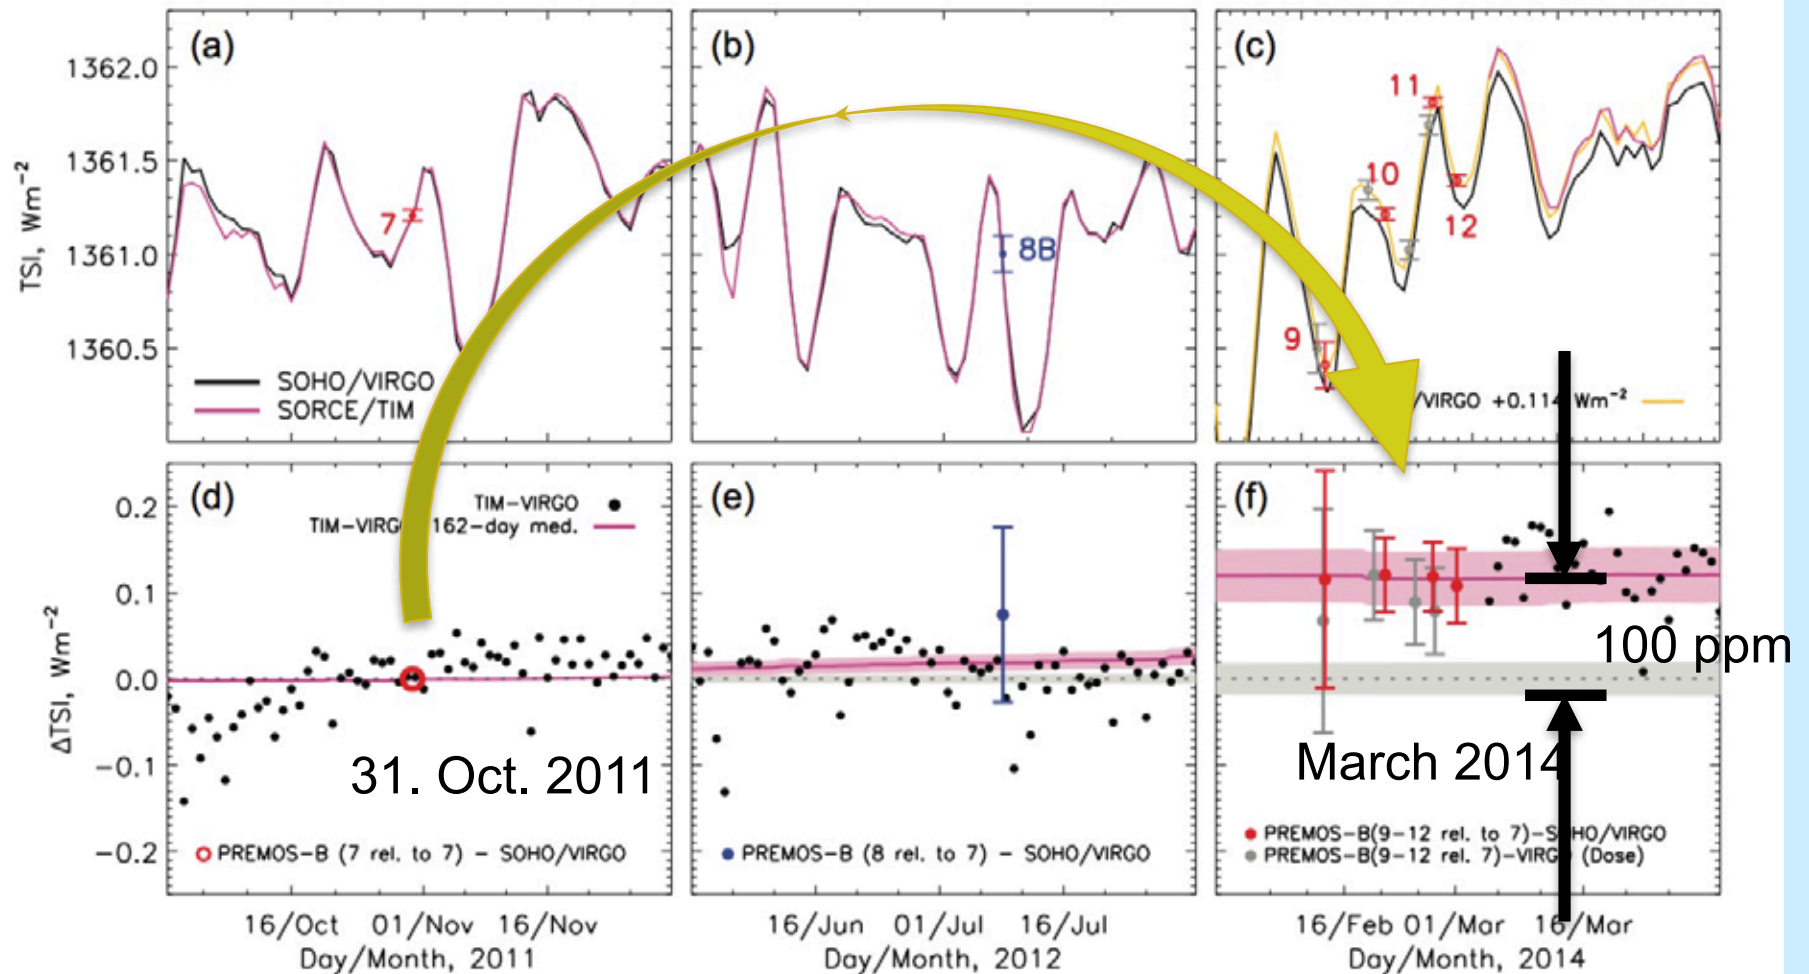 (a)
(b)
(c)
1362.0
1361.5
1361.0
1360.5
TSI, Wm⁻²
7
8B
11
10
12
9
SOHO/VIRGO
SORCE/TIM
/VIRGO +0.114 Wm⁻²
(d)
(e)
(f)
TIM-VIRGO
TIM-VIRG 162-day med.
0.2
0.1
0.0
−0.1
−0.2
ΔTSI, Wm⁻²
100 ppm
31. Oct. 2011
March 2014
PREMOS-B (7 rel. to 7) - SOHO/VIRGO
PREMOS-B (8 rel. to 7) - SOHO/VIRGO
PREMOS-B(9-12 rel. to 7)-S HO/VIRGO
PREMOS-B(9-12 rel. 7)-VIRG (Dose)
16/Oct 01/Nov 16/Nov
Day/Month, 2011
16/Jun 01/Jul 16/Jul
Day/Month, 2012
16/Feb 01/Mar 16/Mar
Day/Month, 2014